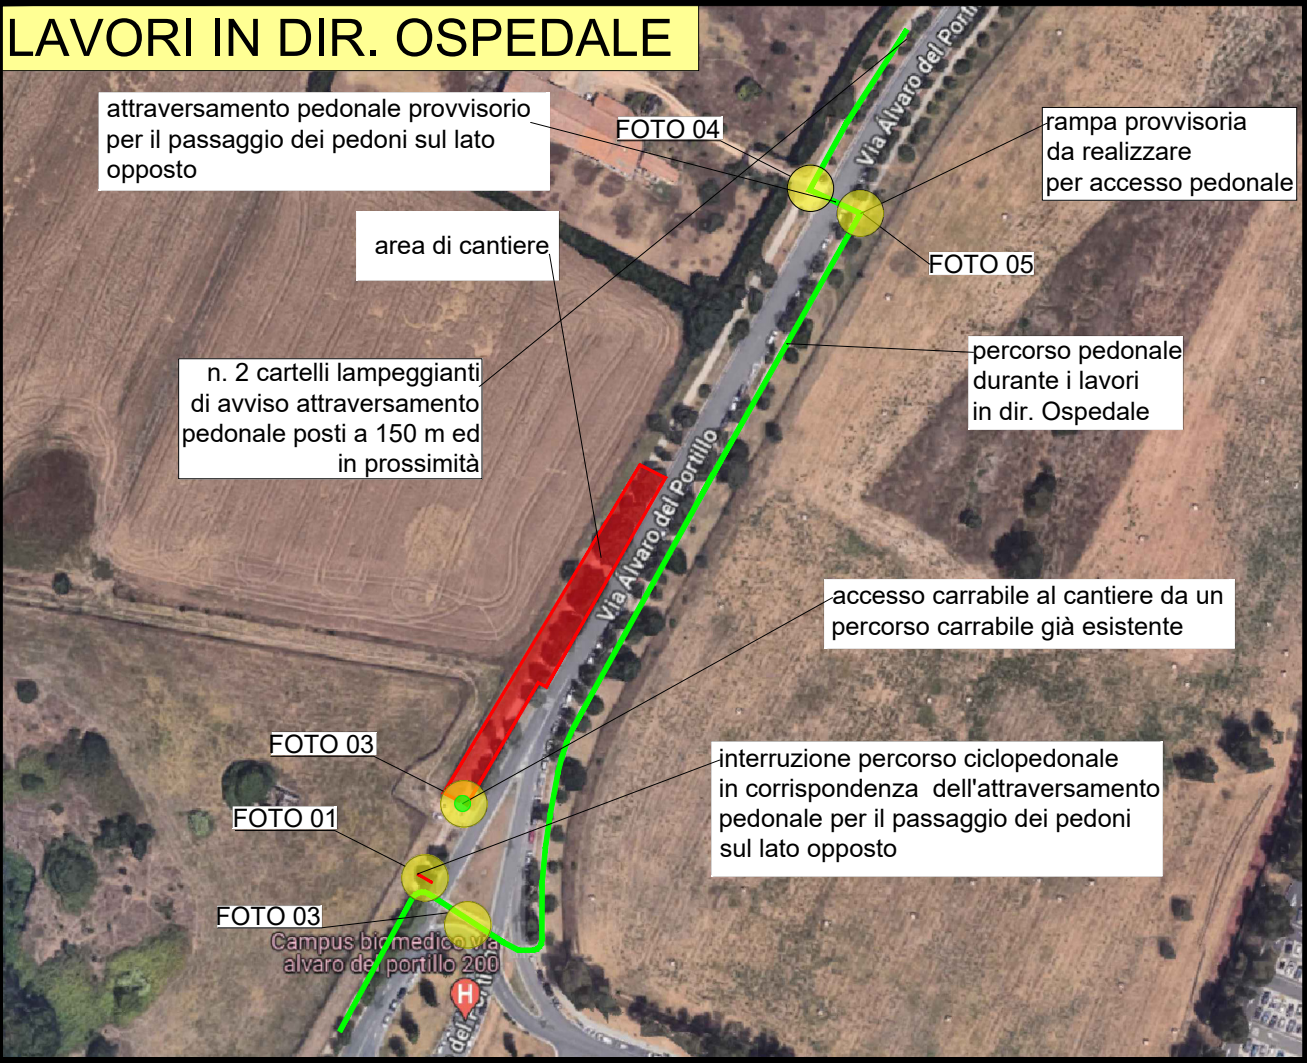 LAVORI IN DIR. OSPEDALE
attraversamento pedonale provvisorio
per il passaggio dei pedoni sul lato
opposto
FOTO 04
Via Álvaro del Porti
rampa provvisoria
da realizzare
per accesso pedonale
area di cantiere
FOTO 05
n. 2 cartelli lampeggianti
di avviso attraversamento
pedonale posti a 150 m ed
in prossimità
percorso pedonale
durante i lavori
in dir. Ospedale
Via Álvaro del Portillo
accesso carrabile al cantiere da un
percorso carrabile già esistente
FOTO 03
interruzione percorso ciclopedonale
in corrispondenza dell'attraversamento
pedonale per il passaggio dei pedoni
sul lato opposto
FOTO 01
FOTO 03
Campus biomedico via
alvaro del portillo 200
H
del Porti